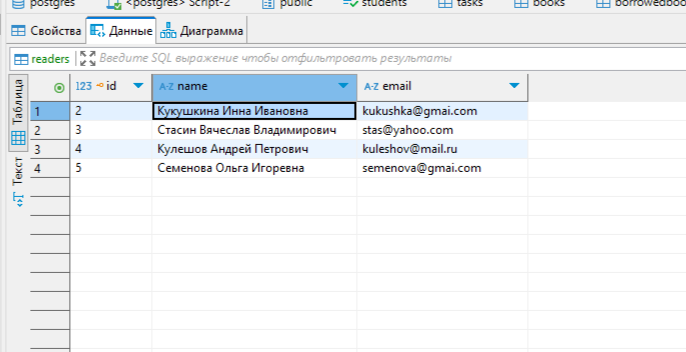 postgres <postgres> Script-2 public students tasks books borrowedboo
Свойства Данные Диаграмма
readers Введите SQL выражение чтобы отфильтровать результаты
Таблица
Текст
123 id A-Z name A-Z email
1 2 Кукушкина Инна Ивановна kukushka@gmai.com
2 3 Стасин Вячеслав Владимирович stas@yahoo.com
3 4 Кулешов Андрей Петрович kuleshov@mail.ru
4 5 Семенова Ольга Игоревна semenova@gmai.com